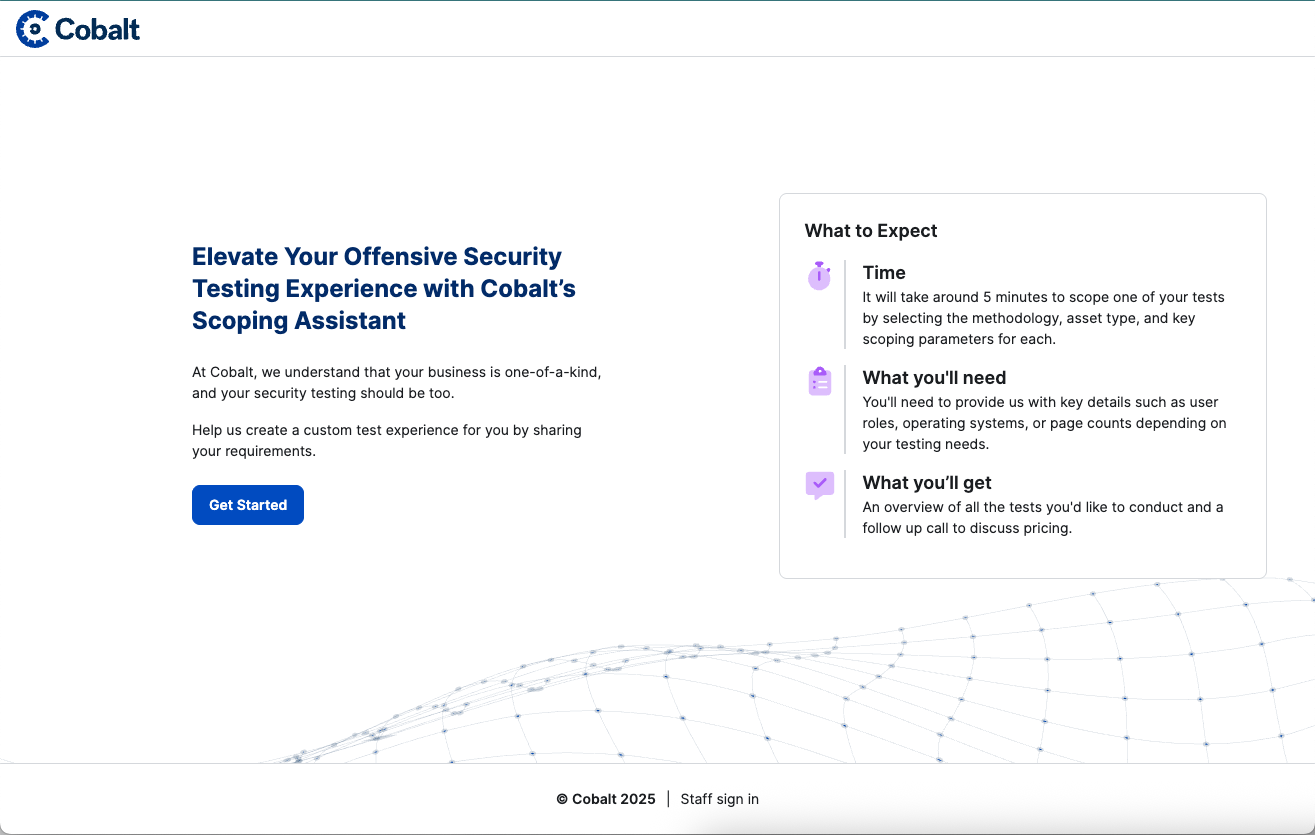 Cobalt
Elevate Your Offensive Security
Testing Experience with Cobalt’s
Scoping Assistant
At Cobalt, we understand that your business is one-of-a-kind,
and your security testing should be too.
Help us create a custom test experience for you by sharing
your requirements.
Get Started
What to Expect
Time
It will take around 5 minutes to scope one of your tests
by selecting the methodology, asset type, and key
scoping parameters for each.
What you'll need
You'll need to provide us with key details such as user
roles, operating systems, or page counts depending on
your testing needs.
What you’ll get
An overview of all the tests you'd like to conduct and a
follow up call to discuss pricing.
© Cobalt 2025 | Staff sign in